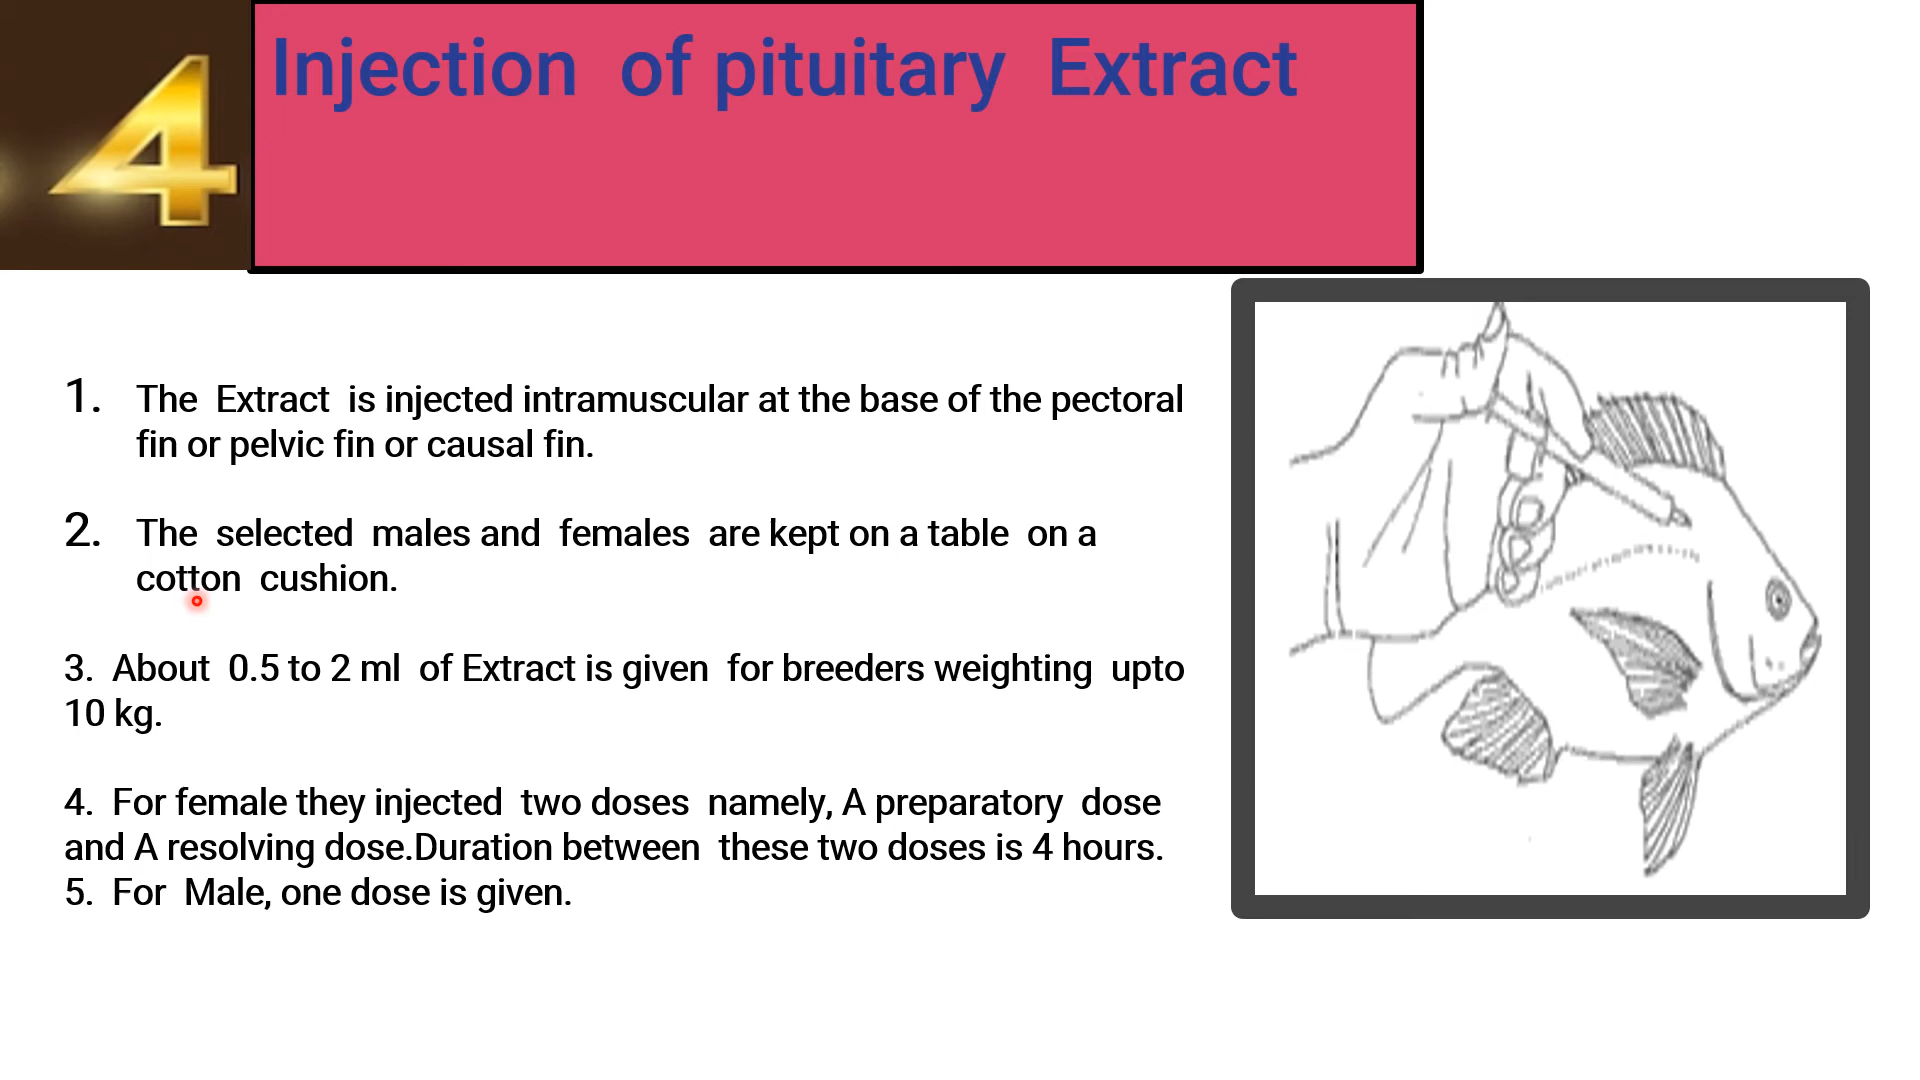 4
Injection of pituitary Extract
1. The Extract is injected intramuscular at the base of the pectoral
fin or pelvic fin or causal fin.
2. The selected males and females are kept on a table on a
cotton cushion.
3. About 0.5 to 2 ml of Extract is given for breeders weighting upto
10 kg.
4. For female they injected two doses namely, A preparatory dose
and A resolving dose.Duration between these two doses is 4 hours.
5. For Male, one dose is given.